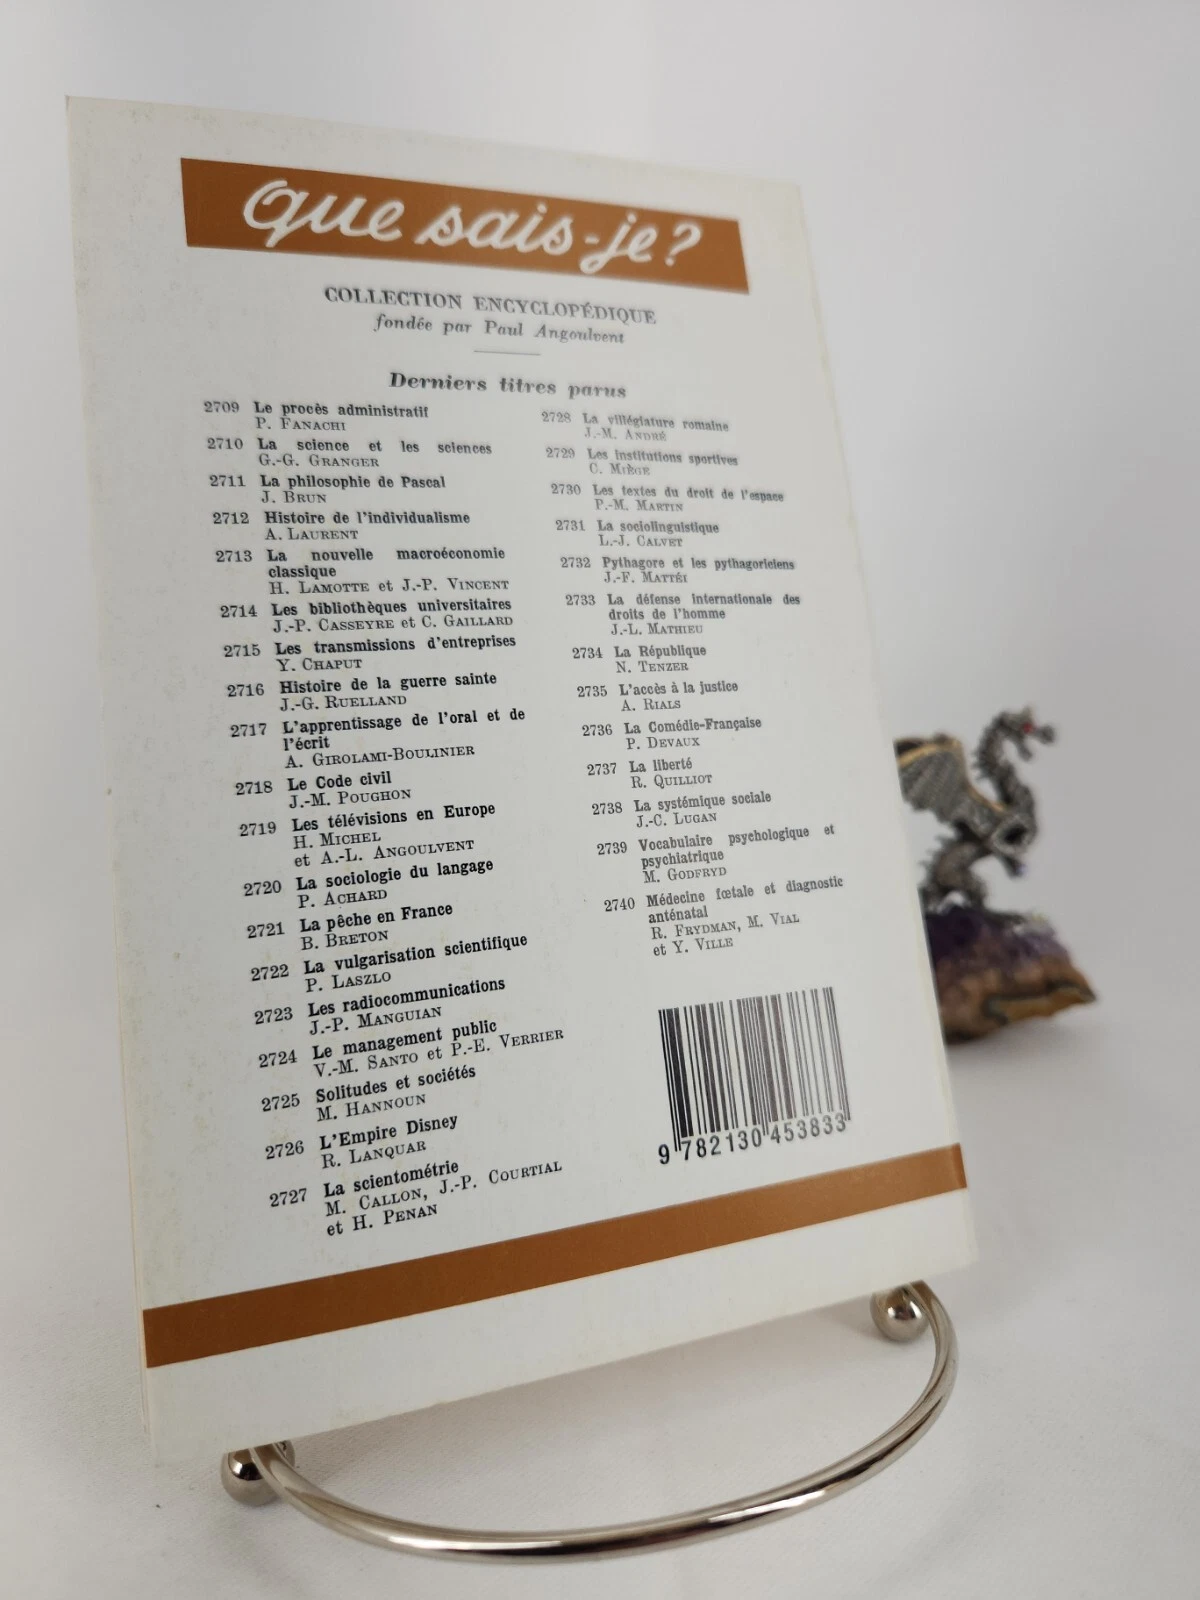 que sais-je?
COLLECTION ENCYCLOPÉDIQUE
fondée par Paul Angoulvent
Derniers titres parus
2709 Le procès administratif
P. FANACHI
2710 La science et les sciences
G.-G. GRANGER
2711 La philosophie de Pascal
J. BRUN
2712 Histoire de l'individualisme
A. LAURENT
2713 La nouvelle macroéconomie
classique
H. LAMOTTE et J.-P. VINCENT
2714 Les bibliothèques universitaires
J.-P. CASSEYRE et C. GAILLARD
2715 Les transmissions d'entreprises
Y. CHAPUT
2716 Histoire de la guerre sainte
J.-G. RUELLAND
2717 L'apprentissage de l'oral et de
l'écrit
A. GIROLAMI-BOULINIER
2718 Le Code civil
J.-M. POUGHON
2719 Les télévisions en Europe
H. MICHEL
et A.-L. ANGOULVENT
2720 La sociologie du langage
P. ACHARD
2721 La pêche en France
B. BRETON
2722 La vulgarisation scientifique
P. LASZLO
2723 Les radiocommunications
J.-P. MANGUIAN
2724 Le management public
V.-M. SANTO et P.-E. VERRIER
2725 Solitudes et sociétés
M. HANNOUN
2726 L'Empire Disney
R. LANQUAR
2727 La scientométrie
M. CALLON, J.-P. COURTIAL
et H. PENAN
2728 La villégiature romaine
J.-M. ANDRÉ
2729 Les institutions sportives
C. MIÈGE
2730 Les textes du droit de l'espace
P.-M. MARTIN
2731 La sociolinguistique
L.-J. CALVET
2732 Pythagore et les pythagoriciens
J.-F. MATTÉI
2733 La défense internationale des
droits de l'homme
J.-L. MATHIEU
2734 La République
N. TENZER
2735 L'accès à la justice
A. RIALS
2736 La Comédie-Française
P. DEVAUX
2737 La liberté
R. QUILLIOT
2738 La systémique sociale
J.-C. LUGAN
2739 Vocabulaire psychologique et
psychiatrique
M. GODFRYD
2740 Médecine fœtale et diagnostic
anténatal
R. FRYDMAN, M. VIAL
et Y. VILLE
9 782130 453833